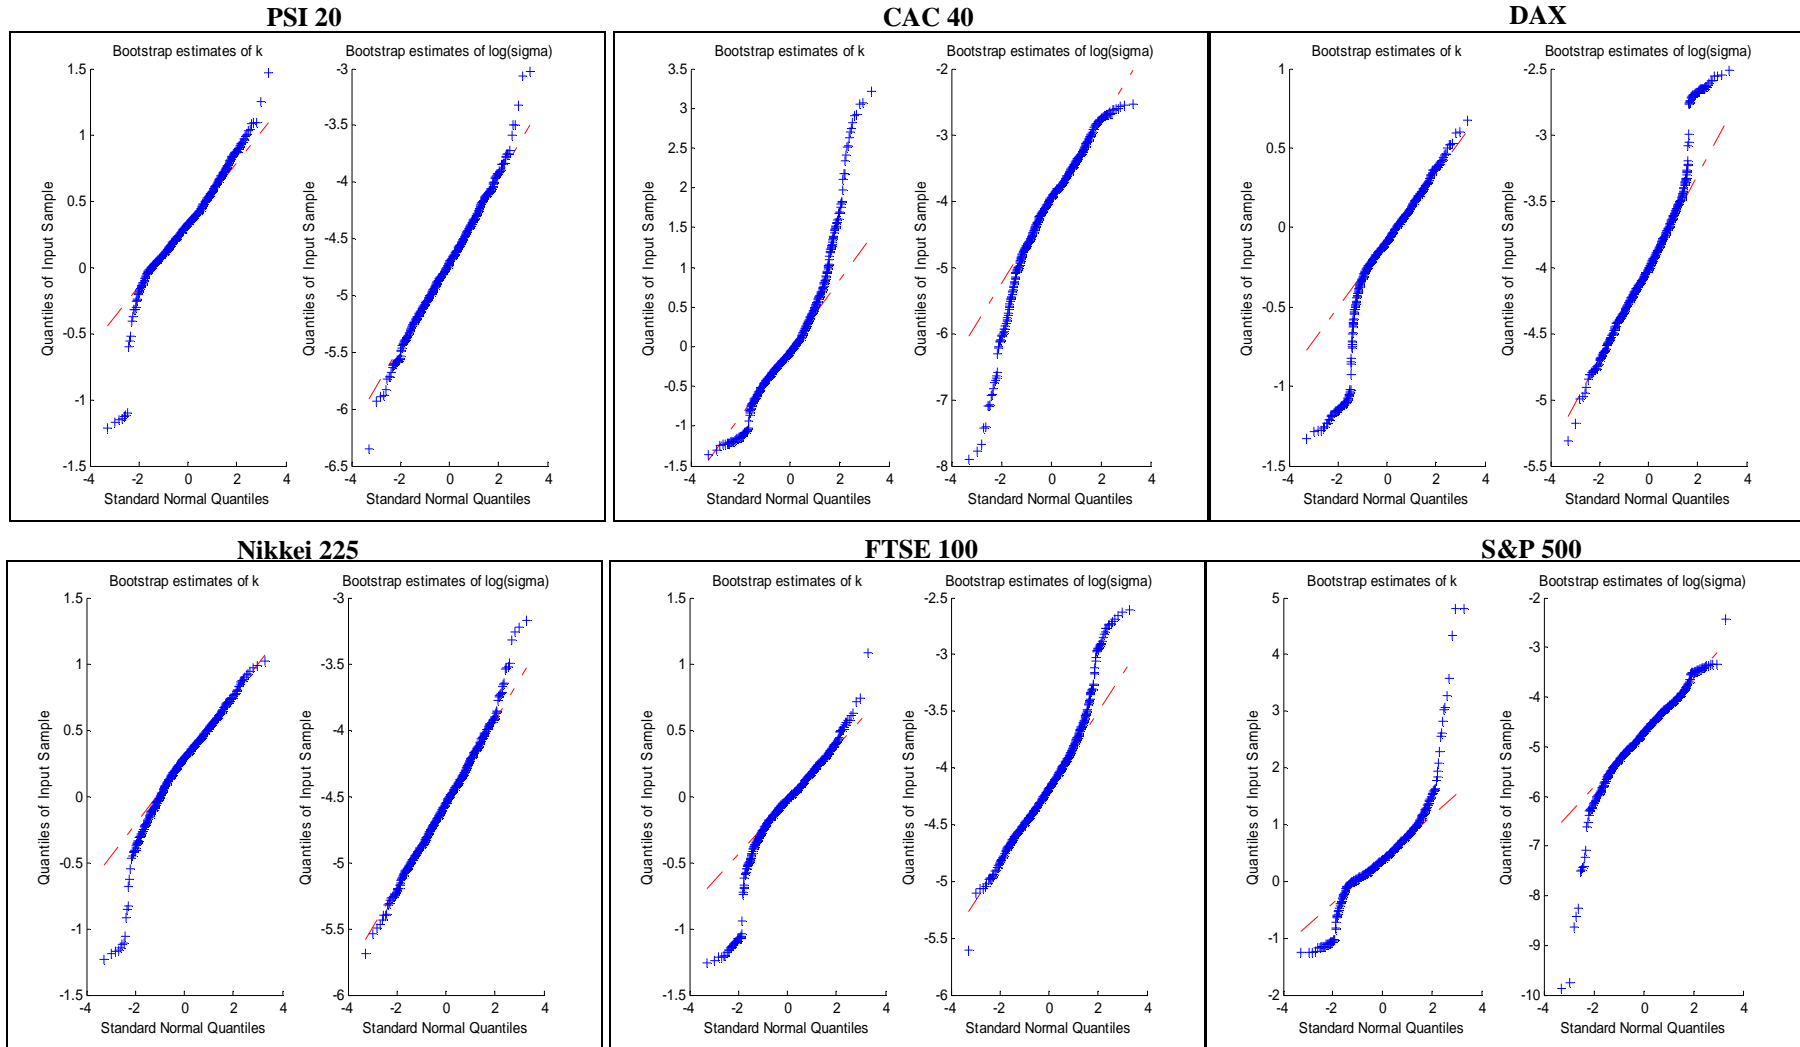 PSI 20
CAC 40
DAX
Bootstrap estimates of k
Bootstrap estimates of log(sigma)
Bootstrap estimates of k
Bootstrap estimates of log(sigma)
Bootstrap estimates of k
Bootstrap estimates of log(sigma)
Quantiles of Input Sample
1.5
1
0.5
0
-0.5
-1
-1.5
-4 -2 0 2 4
Standard Normal Quantiles
Quantiles of Input Sample
-3
-3.5
-4
-4.5
-5
-5.5
-6
-6.5
-4 -2 0 2 4
Standard Normal Quantiles
Quantiles of Input Sample
3.5
3
2.5
2
1.5
1
0.5
0
-0.5
-1
-1.5
-4 -2 0 2 4
Standard Normal Quantiles
Quantiles of Input Sample
-2
-3
-4
-5
-6
-7
-8
-4 -2 0 2 4
Standard Normal Quantiles
Quantiles of Input Sample
1
0.5
0
-0.5
-1
-1.5
-4 -2 0 2 4
Standard Normal Quantiles
Quantiles of Input Sample
-2.5
-3
-3.5
-4
-4.5
-5
-5.5
-4 -2 0 2 4
Standard Normal Quantiles
Nikkei 225
FTSE 100
S&P 500
Bootstrap estimates of k
Bootstrap estimates of log(sigma)
Bootstrap estimates of k
Bootstrap estimates of log(sigma)
Bootstrap estimates of k
Bootstrap estimates of log(sigma)
Quantiles of Input Sample
1.5
1
0.5
0
-0.5
-1
-1.5
-4 -2 0 2 4
Standard Normal Quantiles
Quantiles of Input Sample
-3
-3.5
-4
-4.5
-5
-5.5
-6
-4 -2 0 2 4
Standard Normal Quantiles
Quantiles of Input Sample
1.5
1
0.5
0
-0.5
-1
-1.5
-4 -2 0 2 4
Standard Normal Quantiles
Quantiles of Input Sample
-2.5
-3
-3.5
-4
-4.5
-5
-5.5
-6
-4 -2 0 2 4
Standard Normal Quantiles
Quantiles of Input Sample
5
4
3
2
1
0
-1
-2
-4 -2 0 2 4
Standard Normal Quantiles
Quantiles of Input Sample
-2
-3
-4
-5
-6
-7
-8
-9
-10
-4 -2 0 2 4
Standard Normal Quantiles